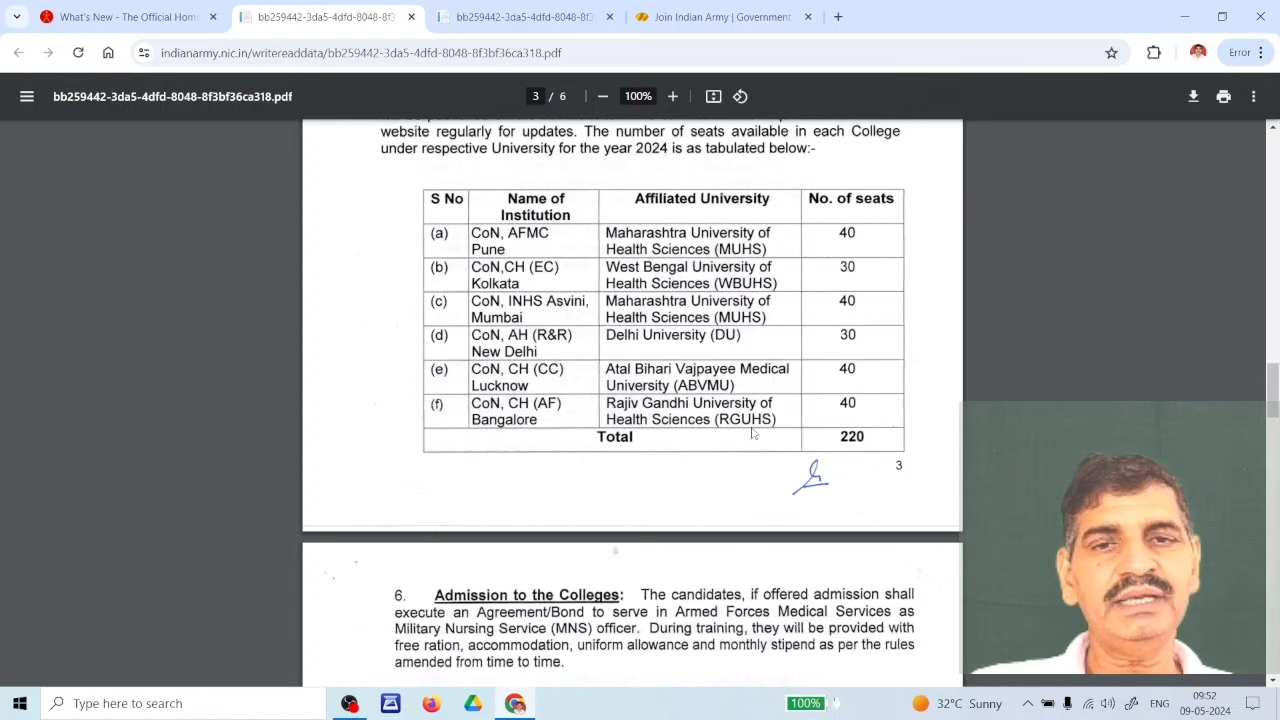 What's New - The Official Home
bb259442-3da5-4dfd-8048-8f3bf
bb259442-3da5-4dfd-8048-8f3bf
Join Indian Army | Government
indianarmy.nic.in/writereaddata/bb259442-3da5-4dfd-8048-8f3bf36ca318.pdf
Error
bb259442-3da5-4dfd-8048-8f3bf36ca318.pdf
3 / 6
100%
website regularly for updates. The number of seats available in each College
under respective University for the year 2024 is as tabulated below:-
S No Name of Institution Affiliated University No. of seats
(a) CoN, AFMC Pune Maharashtra University of Health Sciences (MUHS) 40
(b) CoN,CH (EC) Kolkata West Bengal University of Health Sciences (WBUHS) 30
(c) CoN, INHS Asvini, Mumbai Maharashtra University of Health Sciences (MUHS) 40
(d) CoN, AH (R&R) New Delhi Delhi University (DU) 30
(e) CoN, CH (CC) Lucknow Atal Bihari Vajpayee Medical University (ABVMU) 40
(f) CoN, CH (AF) Bangalore Rajiv Gandhi University of Health Sciences (RGUHS) 40
Total 220
3
6. Admission to the Colleges: The candidates, if offered admission shall
execute an Agreement/Bond to serve in Armed Forces Medical Services as
Military Nursing Service (MNS) officer. During training, they will be provided with
free ration, accommodation, uniform allowance and monthly stipend as per the rules
amended from time to time.
Type here to search
100%
32°C Sunny
ENG
09:52
09-05-2024